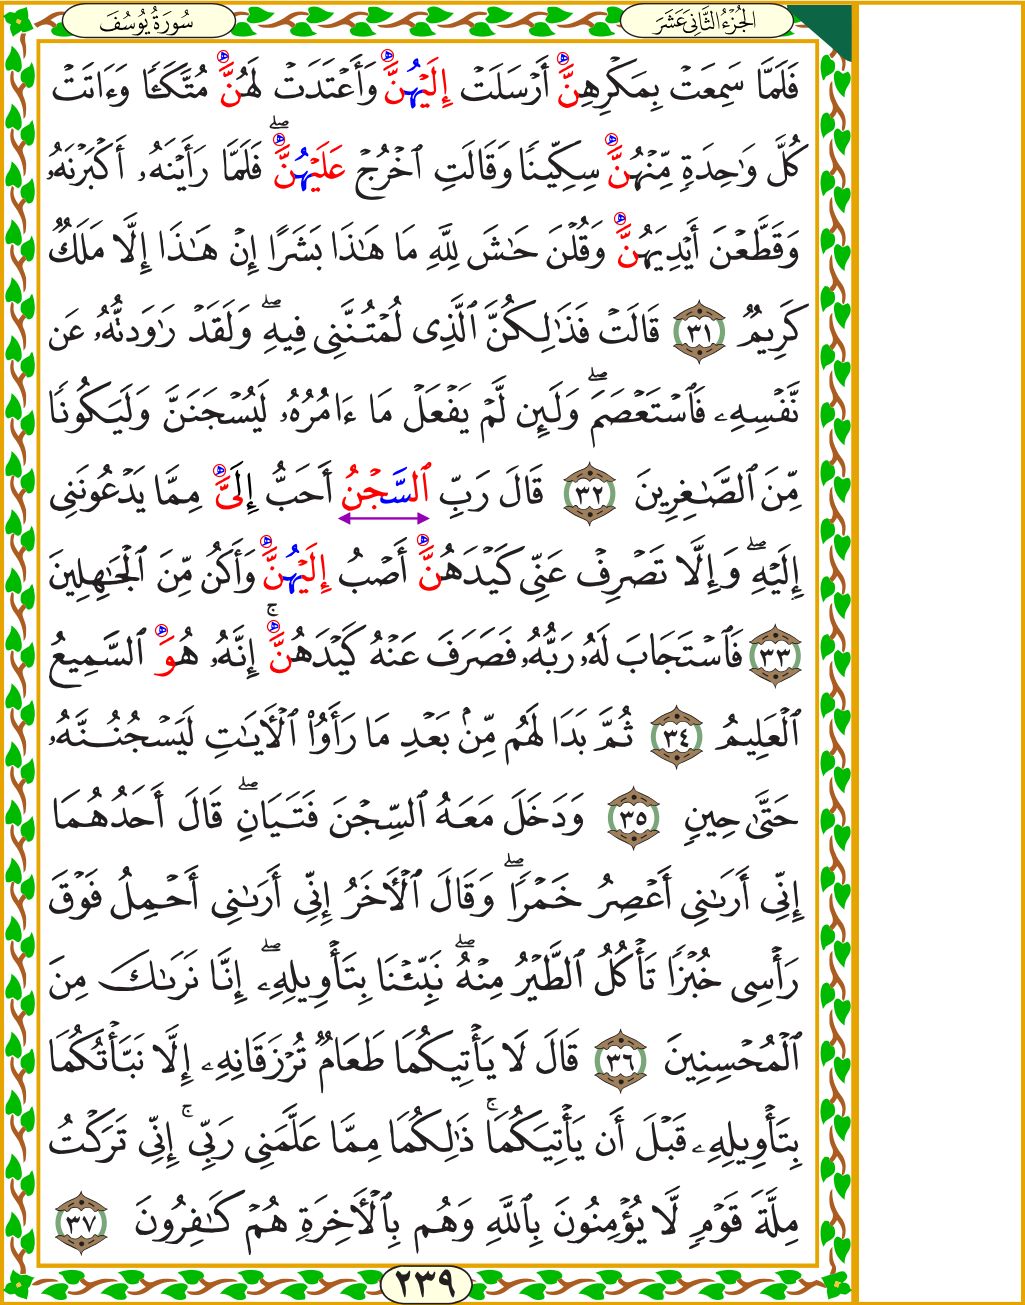 الجُزْءُ الثَّانِي عَشَرَ
سُورَةُ يُوسُفَ
فَلَمَّا سَمِعَتْ بِمَكْرِهِنَّ أَرْسَلَتْ إِلَيْهُنَّ وَأَعْتَدَتْ لَهُنَّ مُتَّكَـًٔا وَءَاتَتْ
كُلَّ وَٰحِدَةٍ مِّنْهُنَّ سِكِّينًا وَقَالَتِ ٱخْرُجْ عَلَيْهُنَّ ۖ فَلَمَّا رَأَيْنَهُۥ أَكْبَرْنَهُۥ
وَقَطَّعْنَ أَيْدِيَهُنَّ وَقُلْنَ حَٰشَ لِلَّهِ مَا هَٰذَا بَشَرًا إِنْ هَٰذَا إِلَّا مَلَكٌ
كَرِيمٌ ٣١ قَالَتْ فَذَٰلِكُنَّ ٱلَّذِى لُمْتُنَّنِى فِيهِ ۖ وَلَقَدْ رَٰوَدتُّهُۥ عَن
نَّفْسِهِۦ فَٱسْتَعْصَمَ ۖ وَلَئِن لَّمْ يَفْعَلْ مَا ءَامُرُهُۥ لَيُسْجَنَنَّ وَلَيَكُونًا
مِّنَ ٱلصَّٰغِرِينَ ٣٢ قَالَ رَبِّ ٱلسَّجْنُ أَحَبُّ إِلَىَّ مِمَّا يَدْعُونَنِى
إِلَيْهِ ۖ وَإِلَّا تَصْرِفْ عَنِّى كَيْدَهُنَّ أَصْبُ إِلَيْهُنَّ وَأَكُن مِّنَ ٱلْجَٰهِلِينَ
٣٣ فَٱسْتَجَابَ لَهُۥ رَبُّهُۥ فَصَرَفَ عَنْهُ كَيْدَهُنَّ ۚ إِنَّهُۥ هُوَ ٱلسَّمِيعُ
ٱلْعَلِيمُ ٣٤ ثُمَّ بَدَا لَهُم مِّنۢ بَعْدِ مَا رَأَوُا۟ ٱلْأَيَٰتِ لَيَسْجُنُنَّهُۥ
حَتَّىٰ حِينٍ ٣٥ وَدَخَلَ مَعَهُ ٱلسِّجْنَ فَتَيَانِ ۖ قَالَ أَحَدُهُمَا
إِنِّى أَرَىٰنِى أَعْصِرُ خَمْرًا ۖ وَقَالَ ٱلْأَخَرُ إِنِّى أَرَىٰنِى أَحْمِلُ فَوْقَ
رَأْسِى خُبْزًا تَأْكُلُ ٱلطَّيْرُ مِنْهُ ۖ نَبِّئْنَا بِتَأْوِيلِهِۦ ۖ إِنَّا نَرَىٰكَ مِنَ
ٱلْمُحْسِنِينَ ٣٦ قَالَ لَا يَأْتِيكُمَا طَعَامٌ تُرْزَقَانِهِۦ إِلَّا نَبَّأْتُكُمَا
بِتَأْوِيلِهِۦ قَبْلَ أَن يَأْتِيَكُمَا ۚ ذَٰلِكُمَا مِمَّا عَلَّمَنِى رَبِّى ۚ إِنِّى تَرَكْتُ
مِلَّةَ قَوْمٍ لَّا يُؤْمِنُونَ بِٱللَّهِ وَهُم بِٱلْأَخِرَةِ هُمْ كَٰفِرُونَ ٣٧
٢٣٩